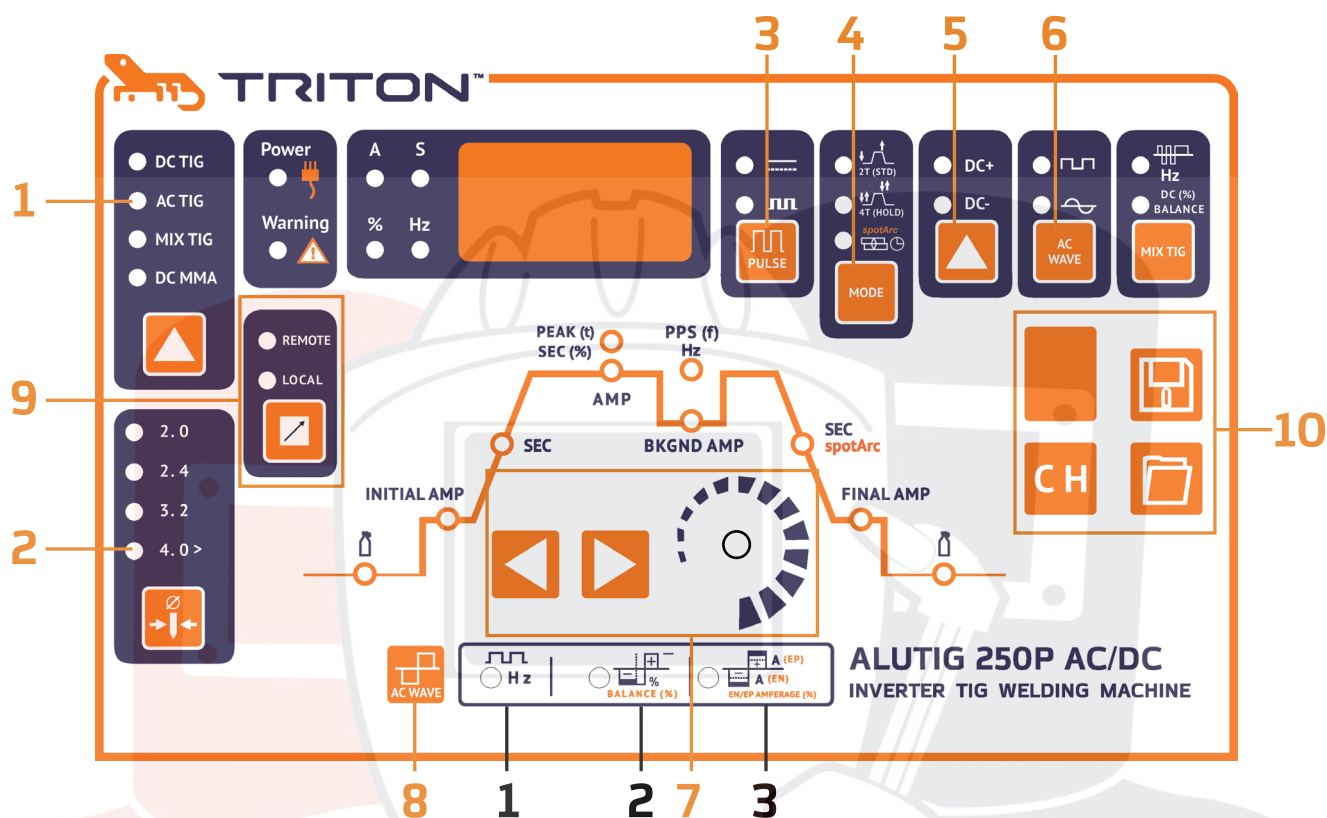 3 4 5 6
TRITON™
DC TIG
AC TIG
MIX TIG
DC MMA
1
Power
Warning
A S
% Hz
PULSE
3
2T (STD)
4T (HOLD)
spotArc
MODE
DC+
DC-
AC
WAVE
Hz
DC (%)
BALANCE
MIX TIG
REMOTE
LOCAL
9
2.0
2.4
3.2
4.0>
2
Ø
PEAK (t)
SEC (%)
PPS (f)
Hz
AMP
SEC
BKGND AMP
SEC
spotArc
INITIAL AMP
FINAL AMP
CH
10
AC WAVE
Hz
%
BALANCE (%)
A (EP)
A (EN)
EN/EP AMPERAGE (%)
ALUTIG 250P AC/DC
INVERTER TIG WELDING MACHINE
8 1 2 7 3